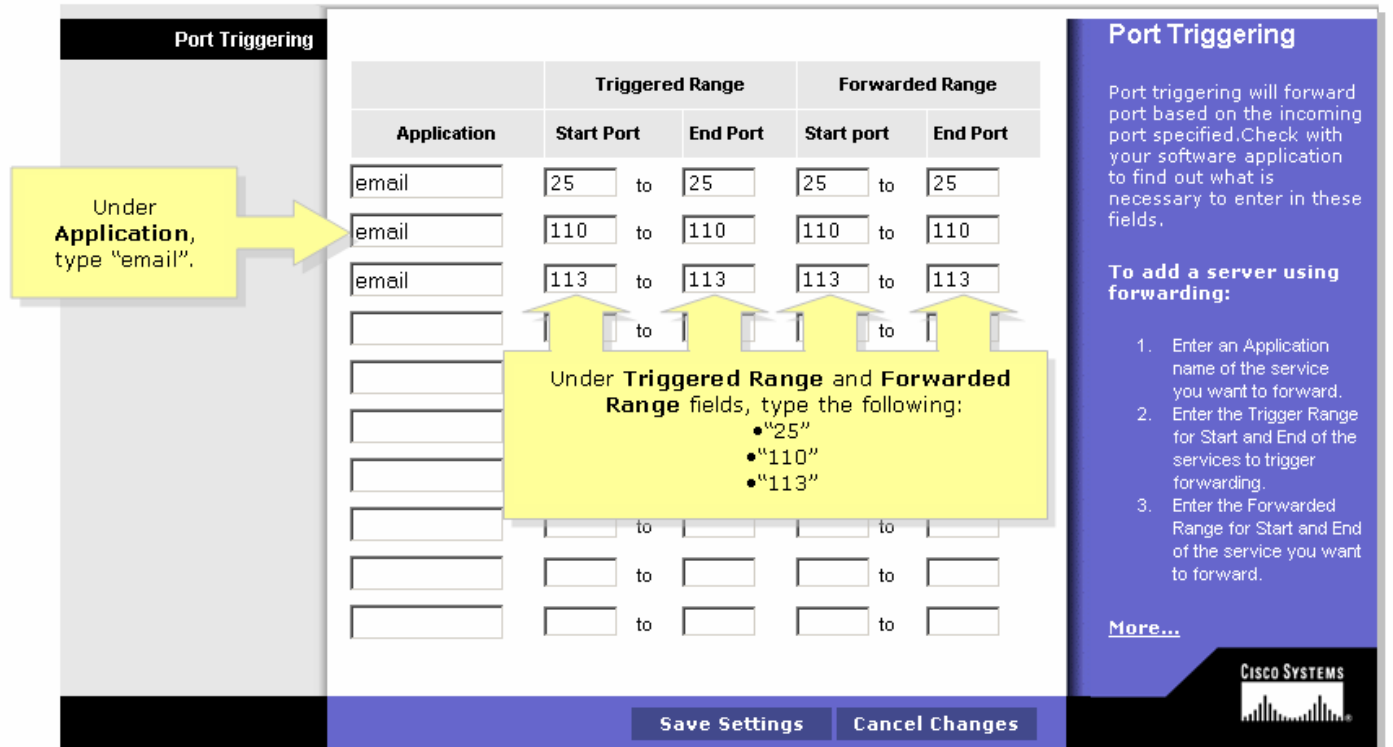 Port Triggering
Triggered Range Forwarded Range
Application Start Port End Port Start port End Port
email 25 to 25 25 to 25
email 110 to 110 110 to 110
email 113 to 113 113 to 113
to to
to to
to to
to to
Under
Application,
type “email”.
Under Triggered Range and Forwarded
Range fields, type the following:
•“25”
•“110”
•“113”
Save Settings Cancel Changes
Port Triggering
Port triggering will forward
port based on the incoming
port specified.Check with
your software application
to find out what is
necessary to enter in these
fields.
To add a server using
forwarding:
1. Enter an Application
name of the service
you want to forward.
2. Enter the Trigger Range
for Start and End of the
services to trigger
forwarding.
3. Enter the Forwarded
Range for Start and End
of the service you want
to forward.
More...
CISCO SYSTEMS